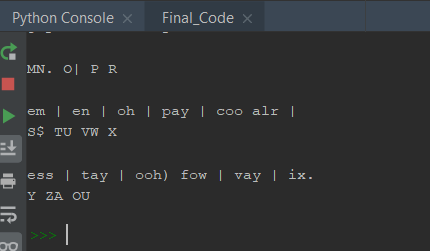 Python Console × Final_Code ×
MN. O| P R
em | en | oh | pay | coo alr |
S$ TU VW X
ess | tay | ooh) fow | vay | ix.
Y ZA OU
>>>